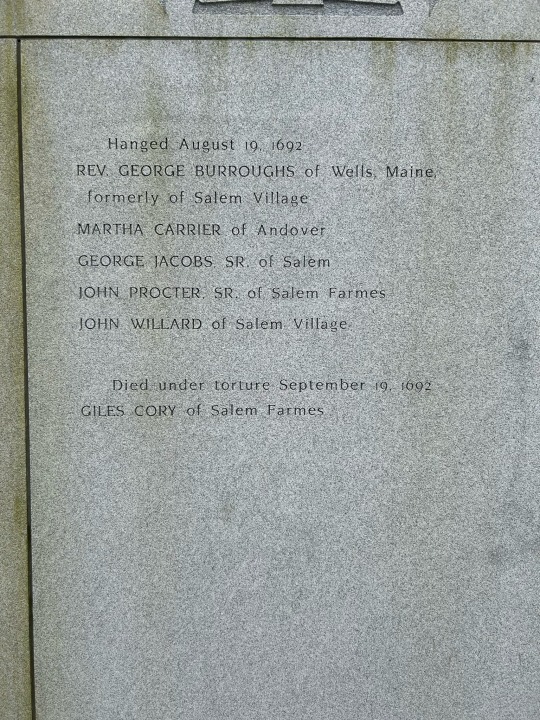 Hanged August 19, 1692
REV. GEORGE BURROUGHS of Wells, Maine,
formerly of Salem Village
MARTHA CARRIER of Andover
GEORGE JACOBS, SR. of Salem
JOHN PROCTER, SR. of Salem Farmes
JOHN WILLARD of Salem Village
Died under torture September 19, 1692
GILES CORY of Salem Farmes